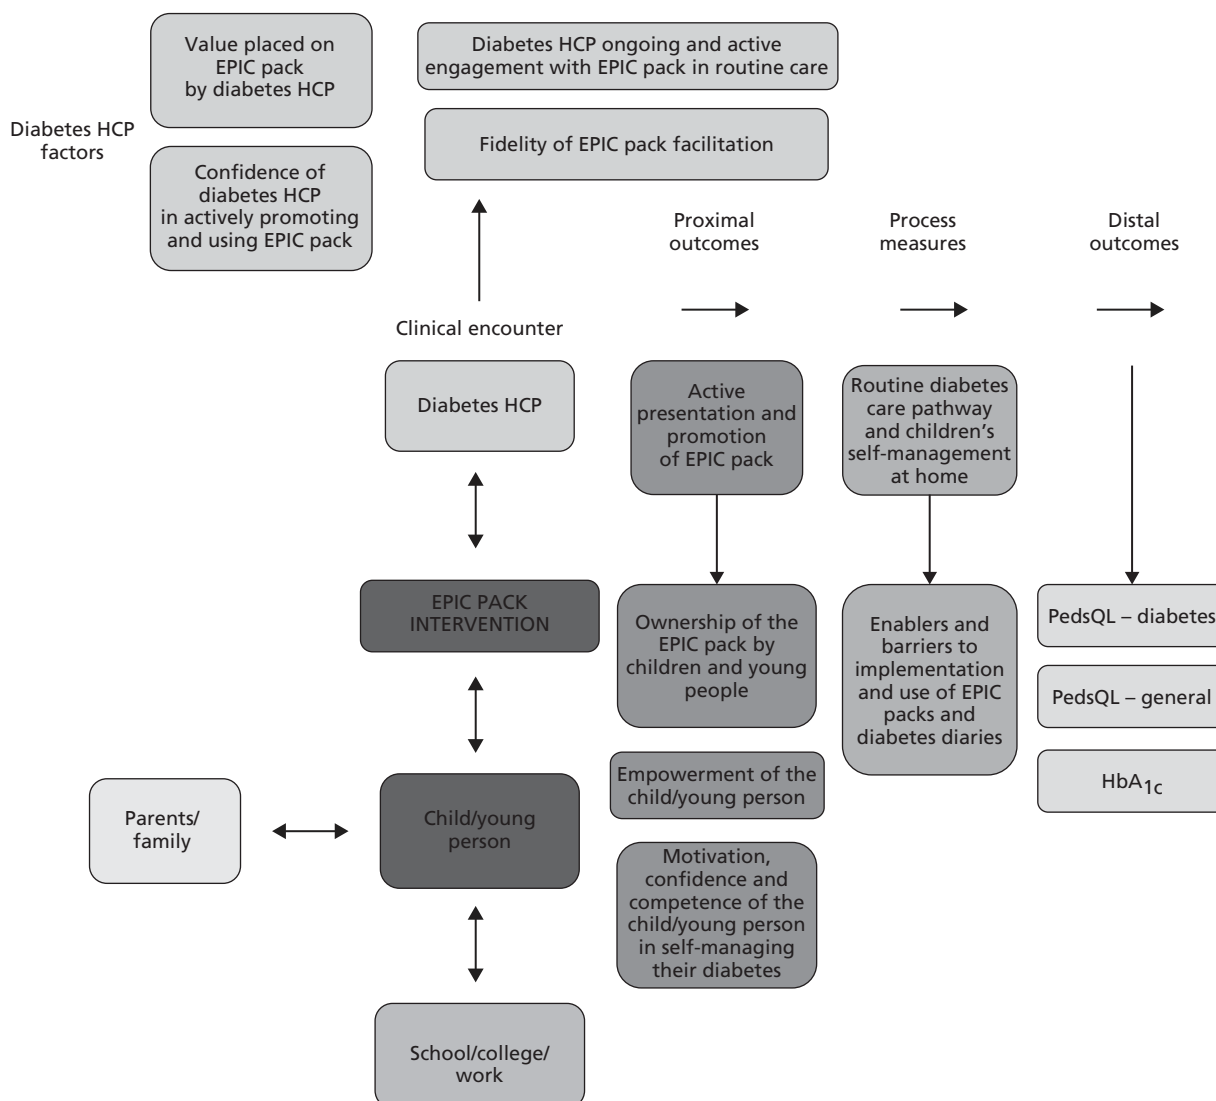 Value placed on
EPIC pack
by diabetes HCP
Diabetes HCP ongoing and active
engagement with EPIC pack in routine care
Diabetes HCP
factors
Fidelity of EPIC pack facilitation
Confidence of
diabetes HCP
in actively promoting
and using EPIC pack
Proximal
outcomes
Process
measures
Distal
outcomes
Clinical encounter
Diabetes HCP
Active
presentation and
promotion
of EPIC pack
Routine diabetes
care pathway
and children’s
self-management
at home
EPIC PACK
INTERVENTION
Ownership of the
EPIC pack by
children and young
people
Enablers and
barriers to
implementation
and use of EPIC
packs and
diabetes diaries
PedsQL – diabetes
PedsQL – general
HbA1c
Empowerment of the
child/young person
Parents/
family
Child/young
person
Motivation,
confidence and
competence of the
child/young person
in self-managing
their diabetes
School/college/
work